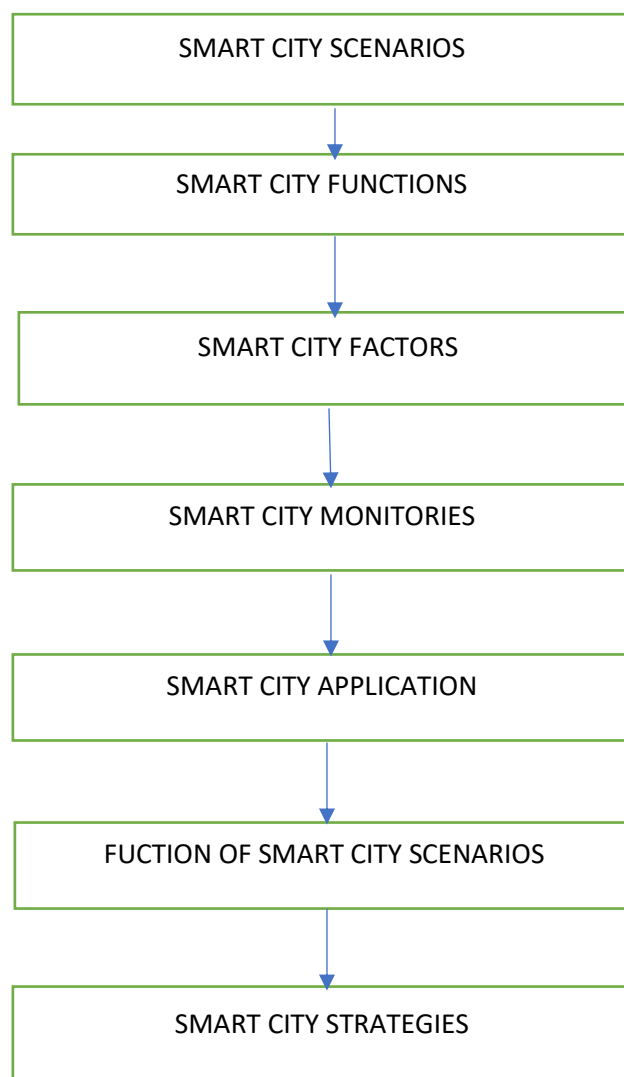 SMART CITY SCENARIOS
SMART CITY FUNCTIONS
SMART CITY FACTORS
SMART CITY MONITORIES
SMART CITY APPLICATION
FUCTION OF SMART CITY SCENARIOS
SMART CITY STRATEGIES